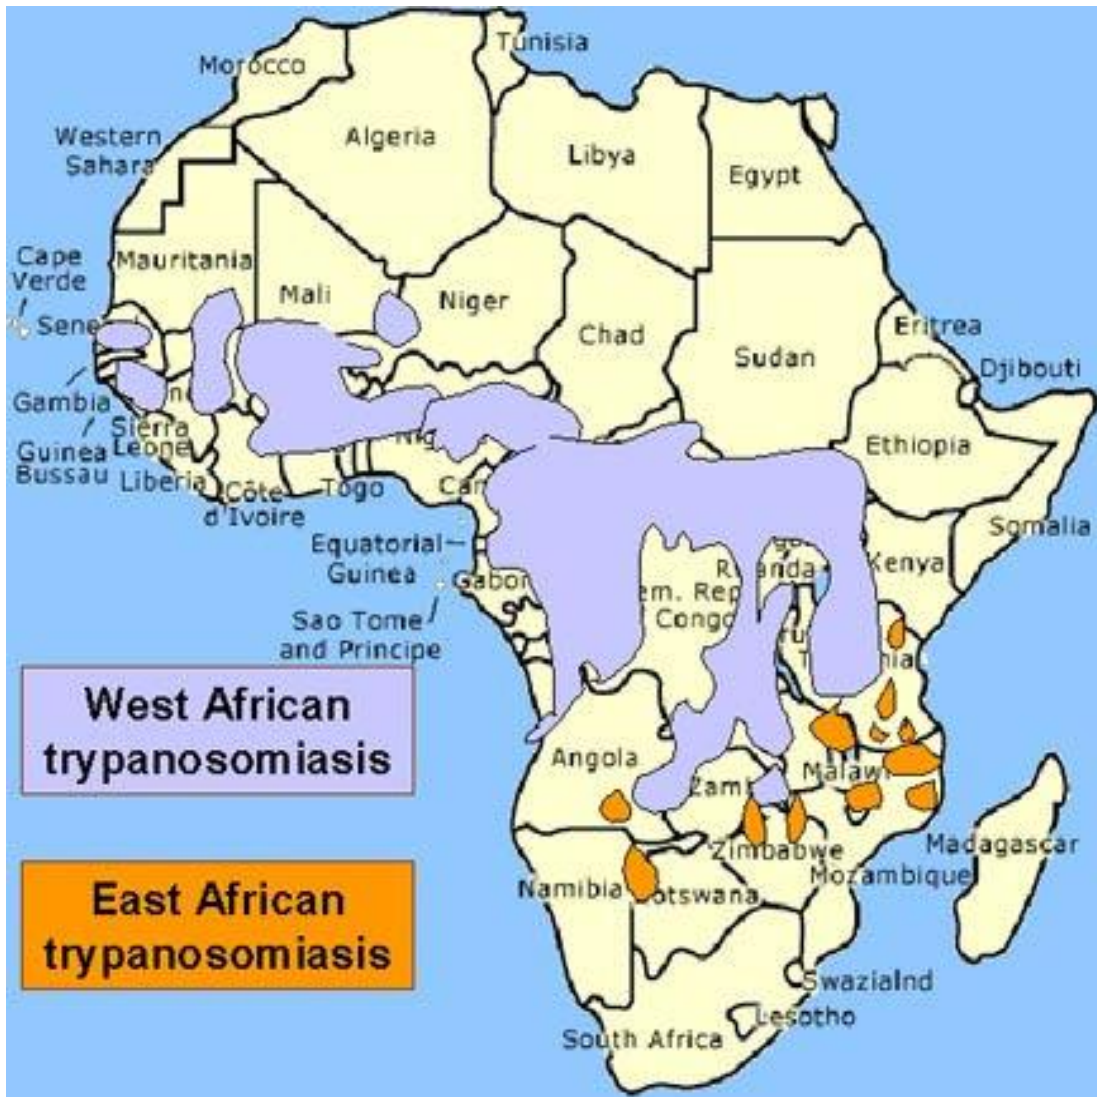 Tunisia
Morocco
Algeria
Libya
Egypt
Western
Sahara
Cape
Verde
Mauritania
Mali
Niger
Chad
Sudan
Eritrea
Djibouti
Gambia
Guinea
Bussau
Sierra
Leone
Liberia
Côte
d'Ivoire
Togo
Ethiopia
Somalia
Kenya
Equatorial
Guinea
Sao Tome
and Principe
Congo
West African
trypanosomiasis
Angola
Malawi
East African
trypanosomiasis
Zimbabwe
Mozambique
Madagascar
Namibia
Swazialnd
Lesotho
South Africa